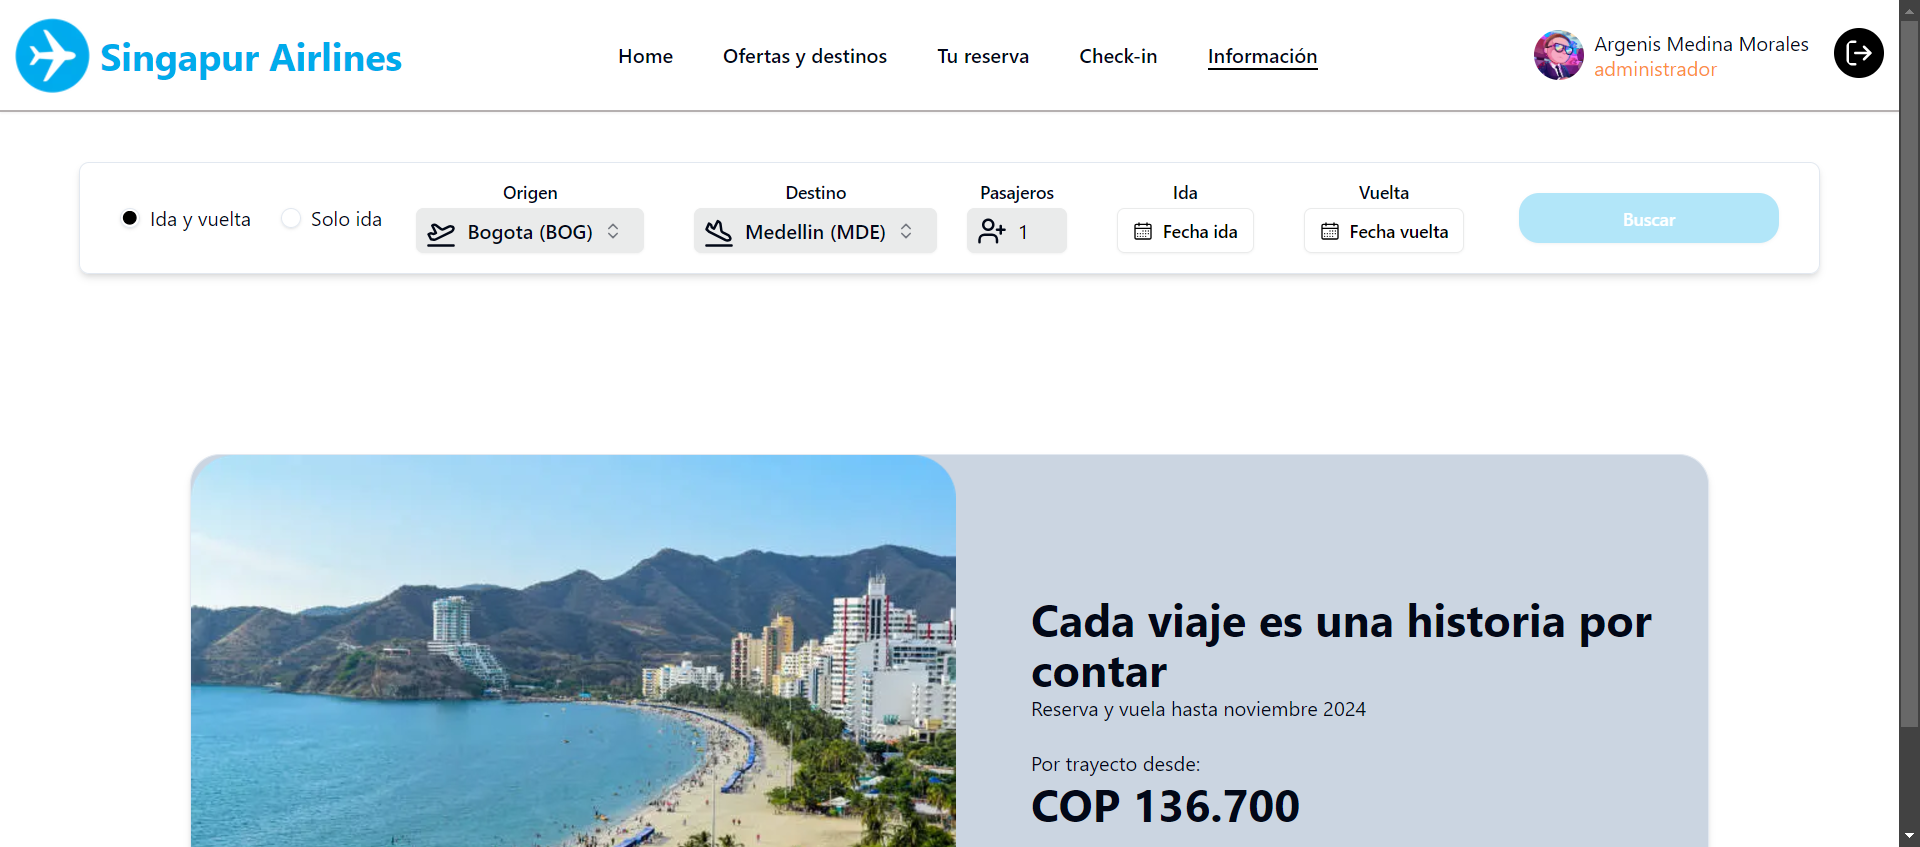 Singapur Airlines
Home
Ofertas y destinos
Tu reserva
Check-in
Información
Argenis Medina Morales
administrador
Ida y vuelta
Solo ida
Origen
Bogota (BOG)
Destino
Medellin (MDE)
Pasajeros
1
Ida
Fecha ida
Vuelta
Fecha vuelta
Buscar
Cada viaje es una historia por
contar
Reserva y vuela hasta noviembre 2024
Por trayecto desde:
COP 136.700